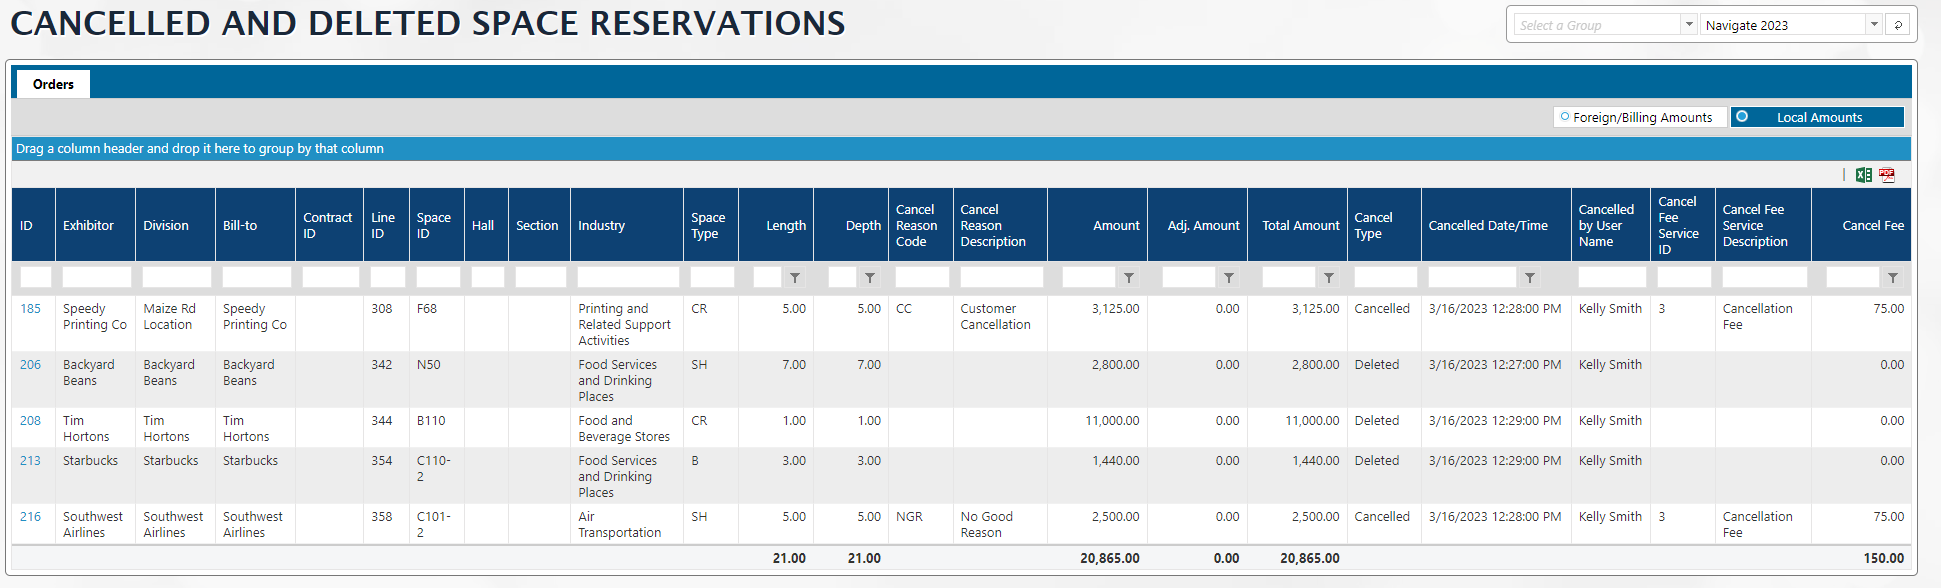 CANCELLED AND DELETED SPACE RESERVATIONS
Select a Group
Navigate 2023
Orders
Foreign/Billing Amounts
Local Amounts
Drag a column header and drop it here to group by that column
PDF
ID
Exhibitor
Division
Bill-to
Contract
ID
Line
ID
Space
ID
Hall
Section
Industry
Space
Type
Length
Depth
Cancel
Reason
Code
Cancel
Reason
Description
Amount
Adj. Amount
Total Amount
Cancel
Type
Cancelled Date/Time
Cancelled
by User
Name
Cancel
Fee
Service
ID
Cancel Fee
Service
Description
Cancel Fee
185
Speedy
Printing Co
Maize Rd
Location
Speedy
Printing Co
308
F68
Printing and
Related Support
Activities
CR
5.00
5.00
CC
Customer
Cancellation
3,125.00
0.00
3,125.00
Cancelled
3/16/2023 12:28:00 PM
Kelly Smith
3
Cancellation
Fee
75.00
206
Backyard
Beans
Backyard
Beans
Backyard
Beans
342
N50
Food Services
and Drinking
Places
SH
7.00
7.00
2,800.00
0.00
2,800.00
Deleted
3/16/2023 12:27:00 PM
Kelly Smith
0.00
208
Tim
Hortons
Tim
Hortons
Tim
Hortons
344
B110
Food and
Beverage Stores
CR
1.00
1.00
11,000.00
0.00
11,000.00
Deleted
3/16/2023 12:29:00 PM
Kelly Smith
0.00
213
Starbucks
Starbucks
Starbucks
354
C110-
2
Food Services
and Drinking
Places
B
3.00
3.00
1,440.00
0.00
1,440.00
Deleted
3/16/2023 12:29:00 PM
Kelly Smith
0.00
216
Southwest
Airlines
Southwest
Airlines
Southwest
Airlines
358
C101-
2
Air
Transportation
SH
5.00
5.00
NGR
No Good
Reason
2,500.00
0.00
2,500.00
Cancelled
3/16/2023 12:28:00 PM
Kelly Smith
3
Cancellation
Fee
75.00
21.00
21.00
20,865.00
0.00
20,865.00
150.00